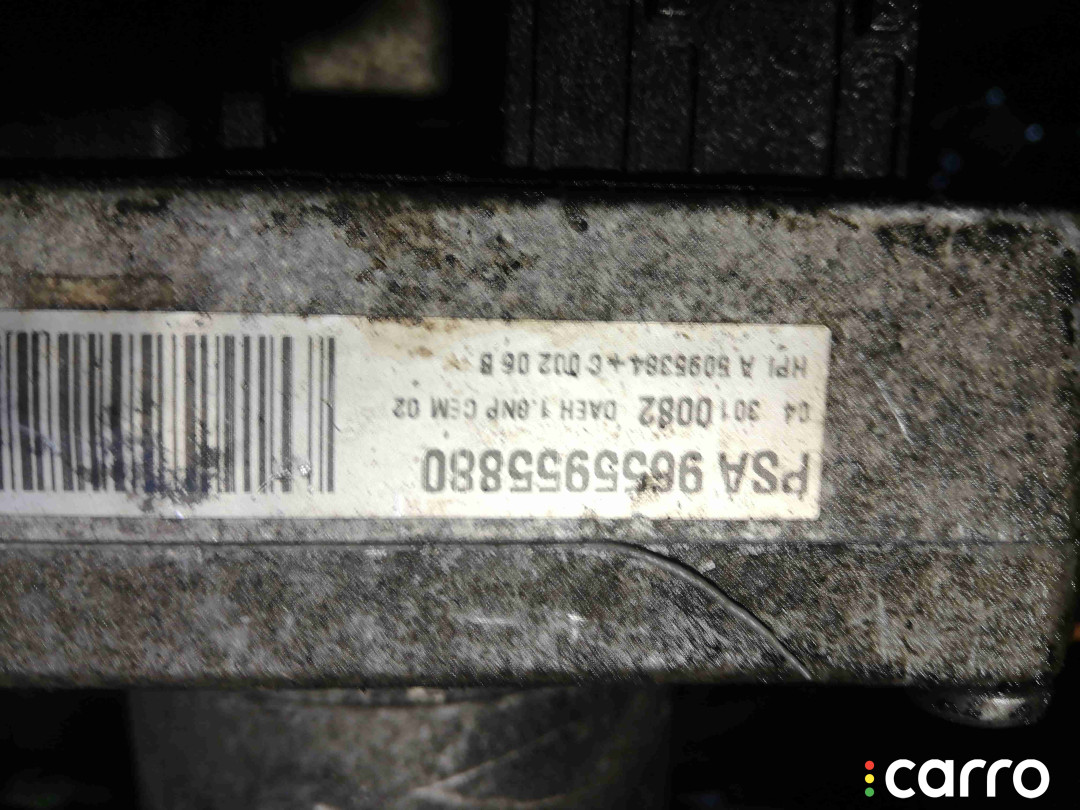 PSA 9655955880
04 301 0082 DAEH 1.8NP CEM 02
HPI A 5095384 + C 002 06 B
carro